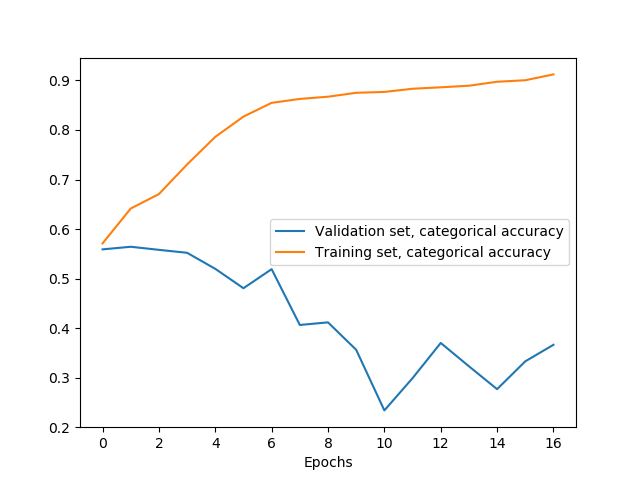 0.9
0.8
0.7
0.6
0.5
0.4
0.3
0.2
Validation set, categorical accuracy
Training set, categorical accuracy
0 2 4 6 8 10 12 14 16
Epochs